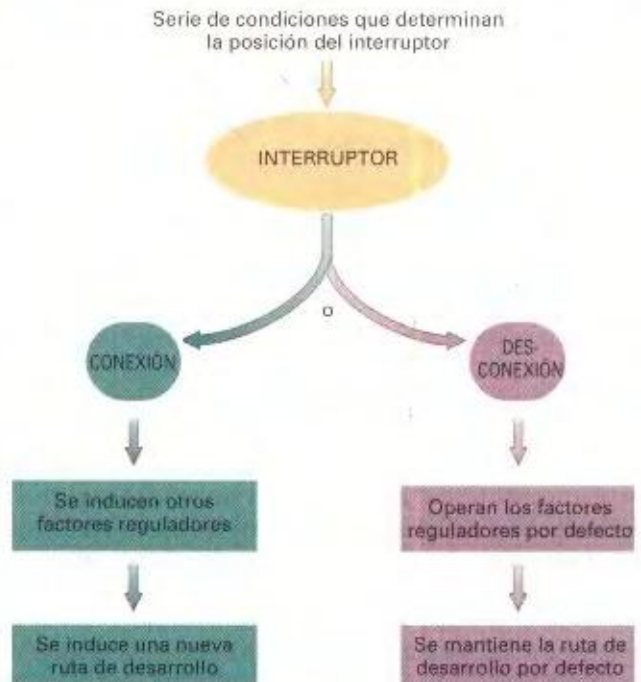 Serie de condiciones que determinan
la posición del interruptor
INTERRUPTOR
o
CONEXIÓN
DES-
CONEXIÓN
Se inducen otros
factores reguladores
Operan los factores
reguladores por defecto
Se induce una nueva
ruta de desarrollo
Se mantiene la ruta de
desarrollo por defecto